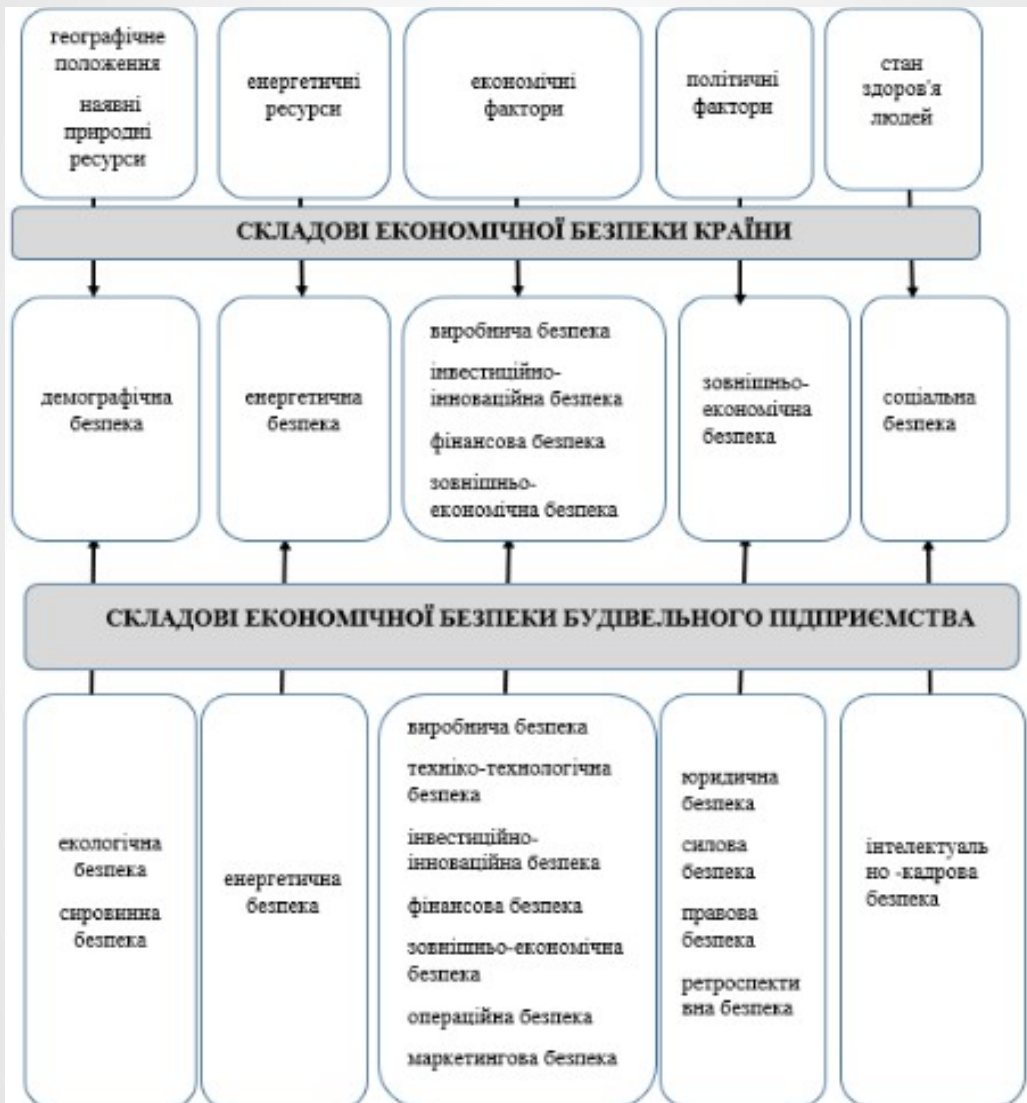 географічне
положення
наявні
природні
ресурси
енергетичні
ресурси
економічні
фактори
політичні
фактори
стан
здоров'я
людей
СКЛАДОВІ ЕКОНОМІЧНОЇ БЕЗПЕКИ КРАЇНИ
демографічна
безпека
енергетична
безпека
виробнича безпека
інвестиційно-
інноваційна безпека
фінансова безпека
зовнішньо-
економічна безпека
зовнішньо-
економічна
безпека
соціальна
безпека
СКЛАДОВІ ЕКОНОМІЧНОЇ БЕЗПЕКИ БУДІВЕЛЬНОГО ПІДПРИЄМСТВА
екологічна
безпека
сировинна
безпека
енергетична
безпека
виробнича безпека
техніко-технологічна
безпека
інвестиційно-
інноваційна безпека
фінансова безпека
зовнішньо-економічна
безпека
операційна безпека
маркетингова безпека
юридична
безпека
силова
безпека
правова
безпека
ретроспекти
вна безпека
інтелектуаль
но -кадрова
безпека